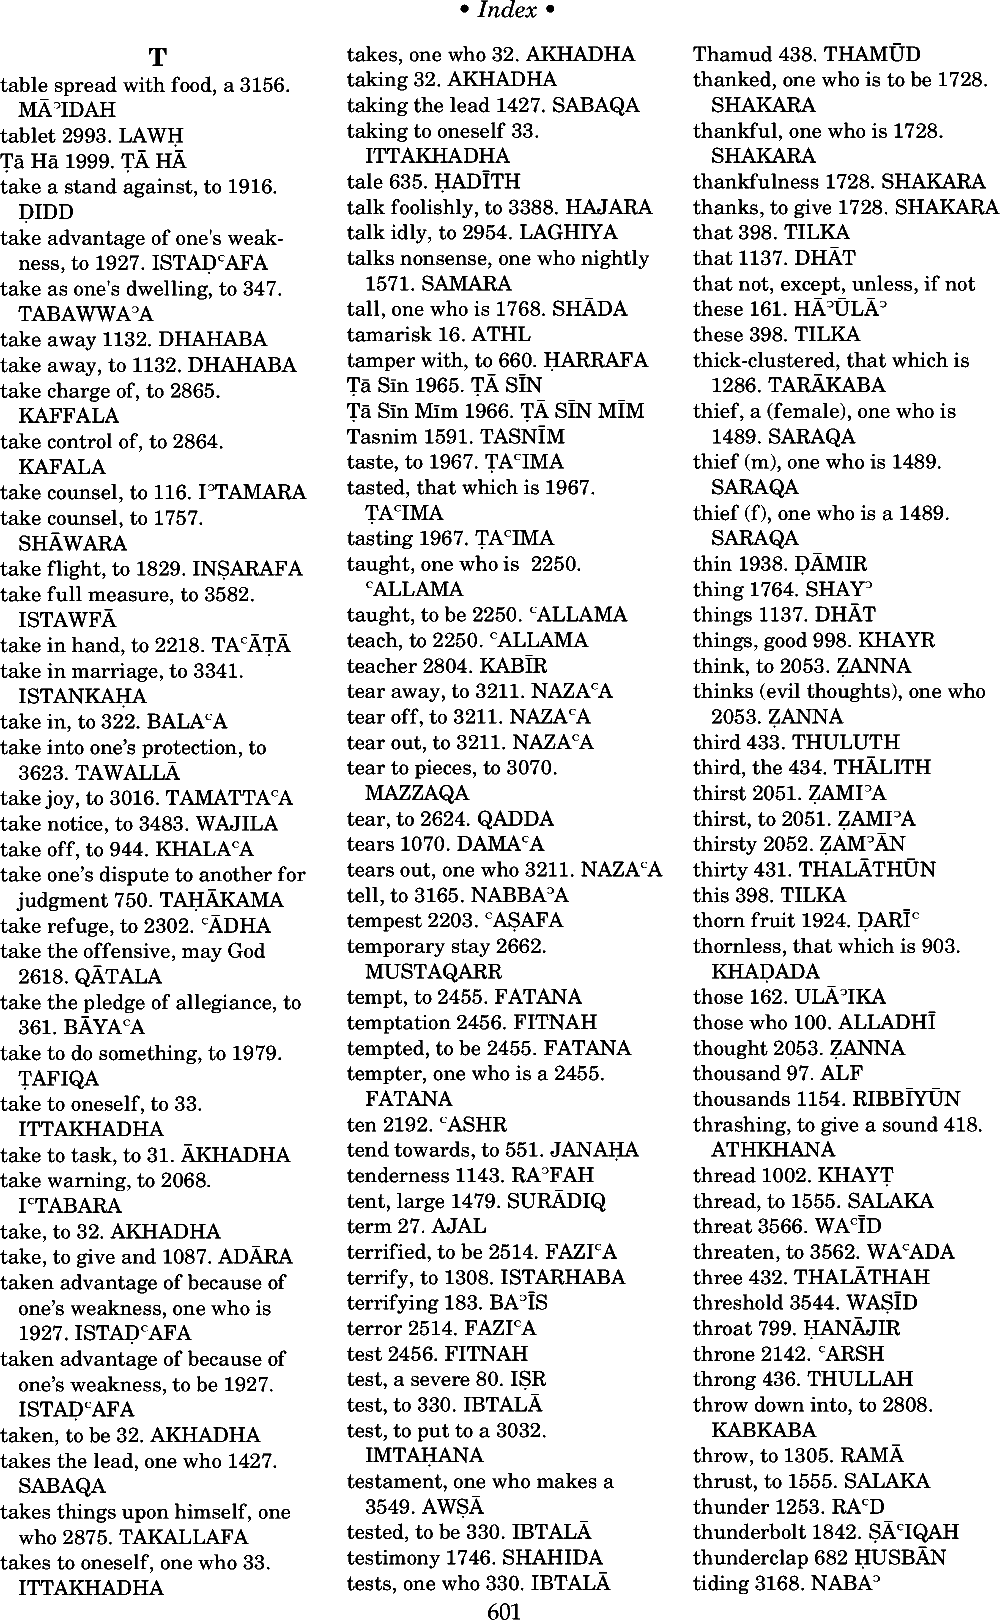 • Index •
T
table spread with food, a 3156.
MĀᵓIDAH
tablet 2993. LAWḤ
Ṭā Hā 1999. ṬĀ HĀ
take a stand against, to 1916.
ḌIDD
take advantage of one's weak-
ness, to 1927. ISTAḌᶜAFA
take as one's dwelling, to 347.
TABAWWAᵓA
take away 1132. DHAHABA
take away, to 1132. DHAHABA
take charge of, to 2865.
KAFFALA
take control of, to 2864.
KAFALA
take counsel, to 116. IᵓTAMARA
take counsel, to 1757.
SHĀWARA
take flight, to 1829. INṢARAFA
take full measure, to 3582.
ISTAWFĀ
take in hand, to 2218. TAᶜĀṬĀ
take in marriage, to 3341.
ISTANKAḤA
take in, to 322. BALAᶜA
take into one’s protection, to
3623. TAWALLĀ
take joy, to 3016. TAMATTAᶜA
take notice, to 3483. WAJILA
take off, to 944. KHALAᶜA
take one’s dispute to another for
judgment 750. TAḤĀKAMA
take refuge, to 2302. ᶜĀDHA
take the offensive, may God
2618. QĀTALA
take the pledge of allegiance, to
361. BĀYAᶜA
take to do something, to 1979.
ṬAFIQA
take to oneself, to 33.
ITTAKHADHA
take to task, to 31. ĀKHADHA
take warning, to 2068.
IᶜTABARA
take, to 32. AKHADHA
take, to give and 1087. ADĀRA
taken advantage of because of
one’s weakness, one who is
1927. ISTAḌᶜAFA
taken advantage of because of
one’s weakness, to be 1927.
ISTAḌᶜAFA
taken, to be 32. AKHADHA
takes the lead, one who 1427.
SABAQA
takes things upon himself, one
who 2875. TAKALLAFA
takes to oneself, one who 33.
ITTAKHADHA
takes, one who 32. AKHADHA
taking 32. AKHADHA
taking the lead 1427. SABAQA
taking to oneself 33.
ITTAKHADHA
tale 635. ḤADĪTH
talk foolishly, to 3388. HAJARA
talk idly, to 2954. LAGHIYA
talks nonsense, one who nightly
1571. SAMARA
tall, one who is 1768. SHĀDA
tamarisk 16. ATHL
tamper with, to 660. ḤARRAFA
Ṭā Sīn 1965. ṬĀ SĪN
Ṭā Sīn Mīm 1966. ṬĀ SĪN MĪM
Tasnim 1591. TASNĪM
taste, to 1967. ṬAᶜIMA
tasted, that which is 1967.
ṬAᶜIMA
tasting 1967. ṬAᶜIMA
taught, one who is 2250.
ᶜALLAMA
taught, to be 2250. ᶜALLAMA
teach, to 2250. ᶜALLAMA
teacher 2804. KABĪR
tear away, to 3211. NAZAᶜA
tear off, to 3211. NAZAᶜA
tear out, to 3211. NAZAᶜA
tear to pieces, to 3070.
MAZZAQA
tear, to 2624. QADDA
tears 1070. DAMAᶜA
tears out, one who 3211. NAZAᶜA
tell, to 3165. NABBAᵓA
tempest 2203. ᶜAṢAFA
temporary stay 2662.
MUSTAQARR
tempt, to 2455. FATANA
temptation 2456. FITNAH
tempted, to be 2455. FATANA
tempter, one who is a 2455.
FATANA
ten 2192. ᶜASHR
tend towards, to 551. JANAḤA
tenderness 1143. RAᵓFAH
tent, large 1479. SURĀDIQ
term 27. AJAL
terrified, to be 2514. FAZIᶜA
terrify, to 1308. ISTARHABA
terrifying 183. BAᵓĪS
terror 2514. FAZIᶜA
test 2456. FITNAH
test, a severe 80. IṢR
test, to 330. IBTALĀ
test, to put to a 3032.
IMTAḤANA
testament, one who makes a
3549. AWṢĀ
tested, to be 330. IBTALĀ
testimony 1746. SHAHIDA
tests, one who 330. IBTALĀ
Thamud 438. THAMŪD
thanked, one who is to be 1728.
SHAKARA
thankful, one who is 1728.
SHAKARA
thankfulness 1728. SHAKARA
thanks, to give 1728. SHAKARA
that 398. TILKA
that 1137. DHĀT
that not, except, unless, if not
these 161. HĀᵓŪLĀᵓ
these 398. TILKA
thick-clustered, that which is
1286. TARĀKABA
thief, a (female), one who is
1489. SARAQA
thief (m), one who is 1489.
SARAQA
thief (f), one who is a 1489.
SARAQA
thin 1938. ḌĀMIR
thing 1764. SHAYᵓ
things 1137. DHĀT
things, good 998. KHAYR
think, to 2053. ẒANNA
thinks (evil thoughts), one who
2053. ẒANNA
third 433. THULUTH
third, the 434. THĀLITH
thirst 2051. ẒAMIᵓA
thirst, to 2051. ẒAMIᵓA
thirsty 2052. ẒAMᵓĀN
thirty 431. THALĀTHŪN
this 398. TILKA
thorn fruit 1924. ḌARĪᶜ
thornless, that which is 903.
KHAḌADA
those 162. ULĀᵓIKA
those who 100. ALLADHĪ
thought 2053. ẒANNA
thousand 97. ALF
thousands 1154. RIBBĪYŪN
thrashing, to give a sound 418.
ATHKHANA
thread 1002. KHAYṬ
thread, to 1555. SALAKA
threat 3566. WAᶜĪD
threaten, to 3562. WAᶜADA
three 432. THALĀTHAH
threshold 3544. WAṢĪD
throat 799. ḤANĀJIR
throne 2142. ᶜARSH
throng 436. THULLAH
throw down into, to 2808.
KABKABA
throw, to 1305. RAMĀ
thrust, to 1555. SALAKA
thunder 1253. RAᶜD
thunderbolt 1842. ṢĀᶜIQAH
thunderclap 682 ḤUSBĀN
tiding 3168. NABAᵓ
601